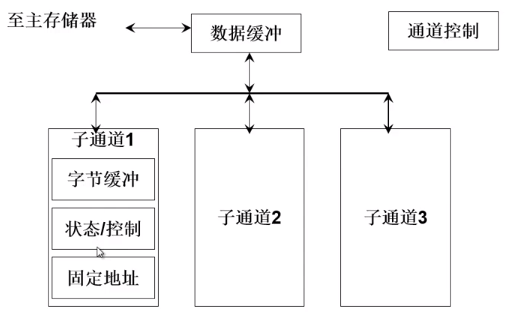 至主存储器
数据缓冲
通道控制
子通道1
字节缓冲
状态/控制
固定地址
子通道2
子通道3